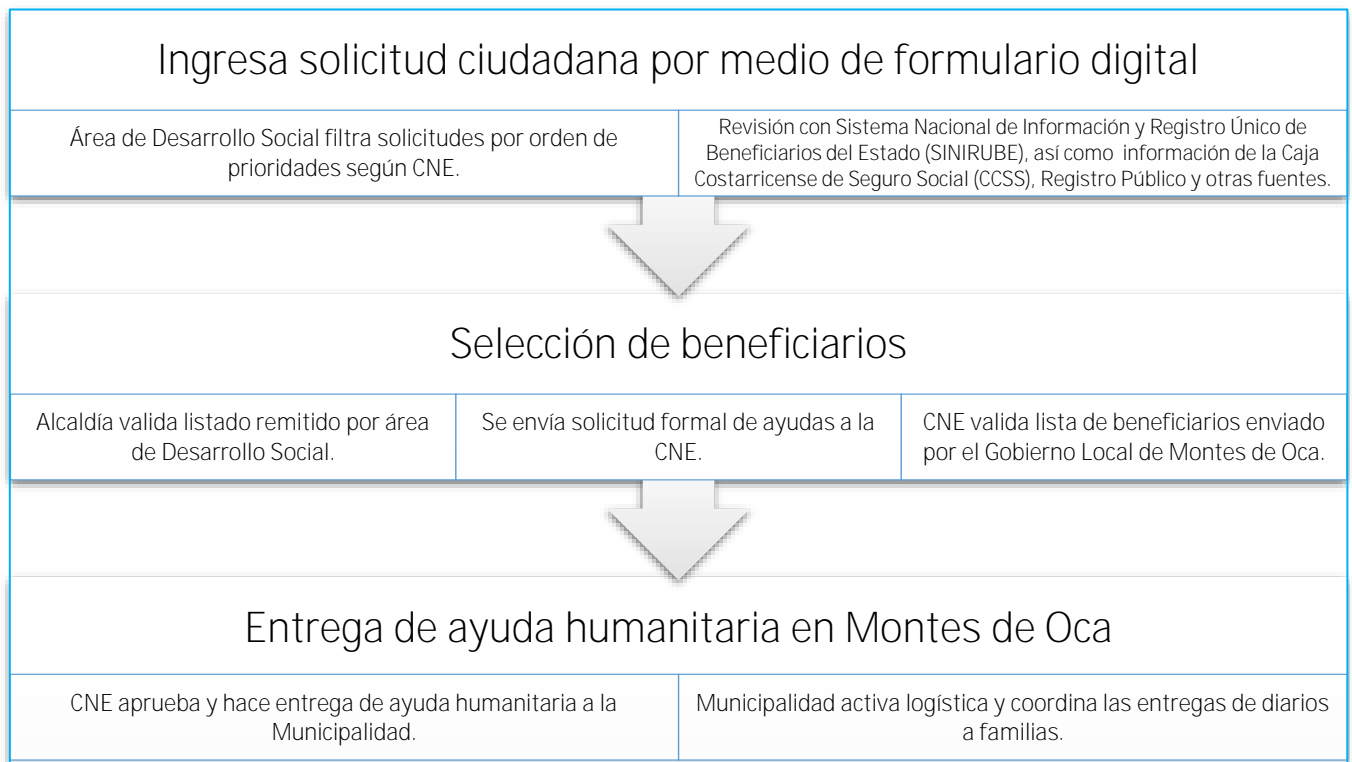 Ingresa solicitud ciudadana por medio de formulario digital
Área de Desarrollo Social filtra solicitudes por orden de
prioridades según CNE.
Revisión con Sistema Nacional de Información y Registro Único de
Beneficiarios del Estado (SINIRUBE), así como información de la Caja
Costarricense de Seguro Social (CCSS), Registro Público y otras fuentes.
Selección de beneficiarios
Alcaldía valida listado remitido por área
de Desarrollo Social.
Se envía solicitud formal de ayudas a la
CNE.
CNE valida lista de beneficiarios enviado
por el Gobierno Local de Montes de Oca.
Entrega de ayuda humanitaria en Montes de Oca
CNE aprueba y hace entrega de ayuda humanitaria a la
Municipalidad.
Municipalidad activa logística y coordina las entregas de diarios
a familias.